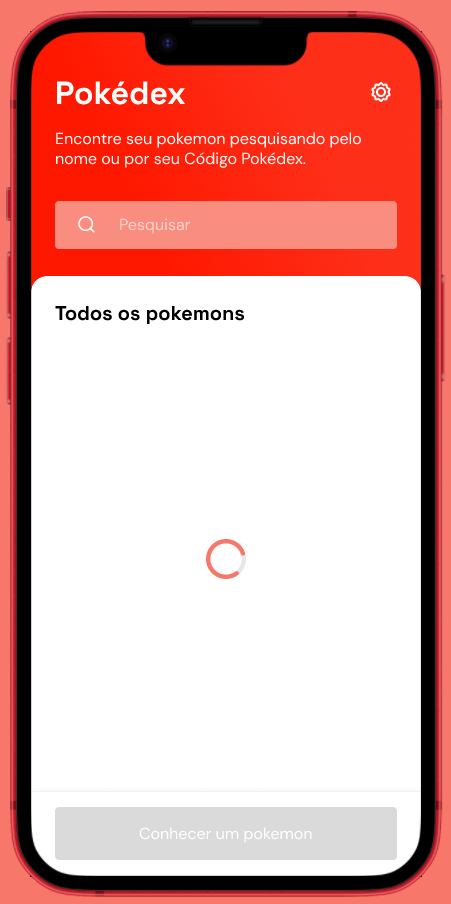 Pokédex
Encontre seu pokemon pesquisando pelo
nome ou por seu Código Pokédex.
Pesquisar
Todos os pokemons
Conhecer um pokemon